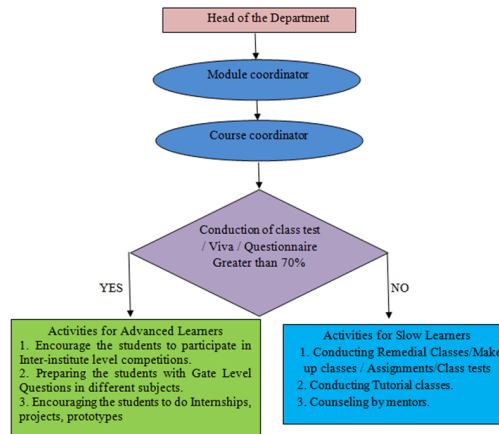 Head of the Department
Module coordinator
Course coordinator
Conduction of class test
/ Viva / Questionnaire
Greater than 70%
YES
NO
Activities for Advanced Learners
1. Encourage the students to participate in
Inter-institute level competitions.
2. Preparing the students with Gate Level
Questions in different subjects.
3. Encouraging the students to do Internships,
projects, prototypes
Activities for Slow Learners
1. Conducting Remedial Classes/Make
up classes / Assignments/Class tests
2. Conducting Tutorial classes.
3. Counseling by mentors.